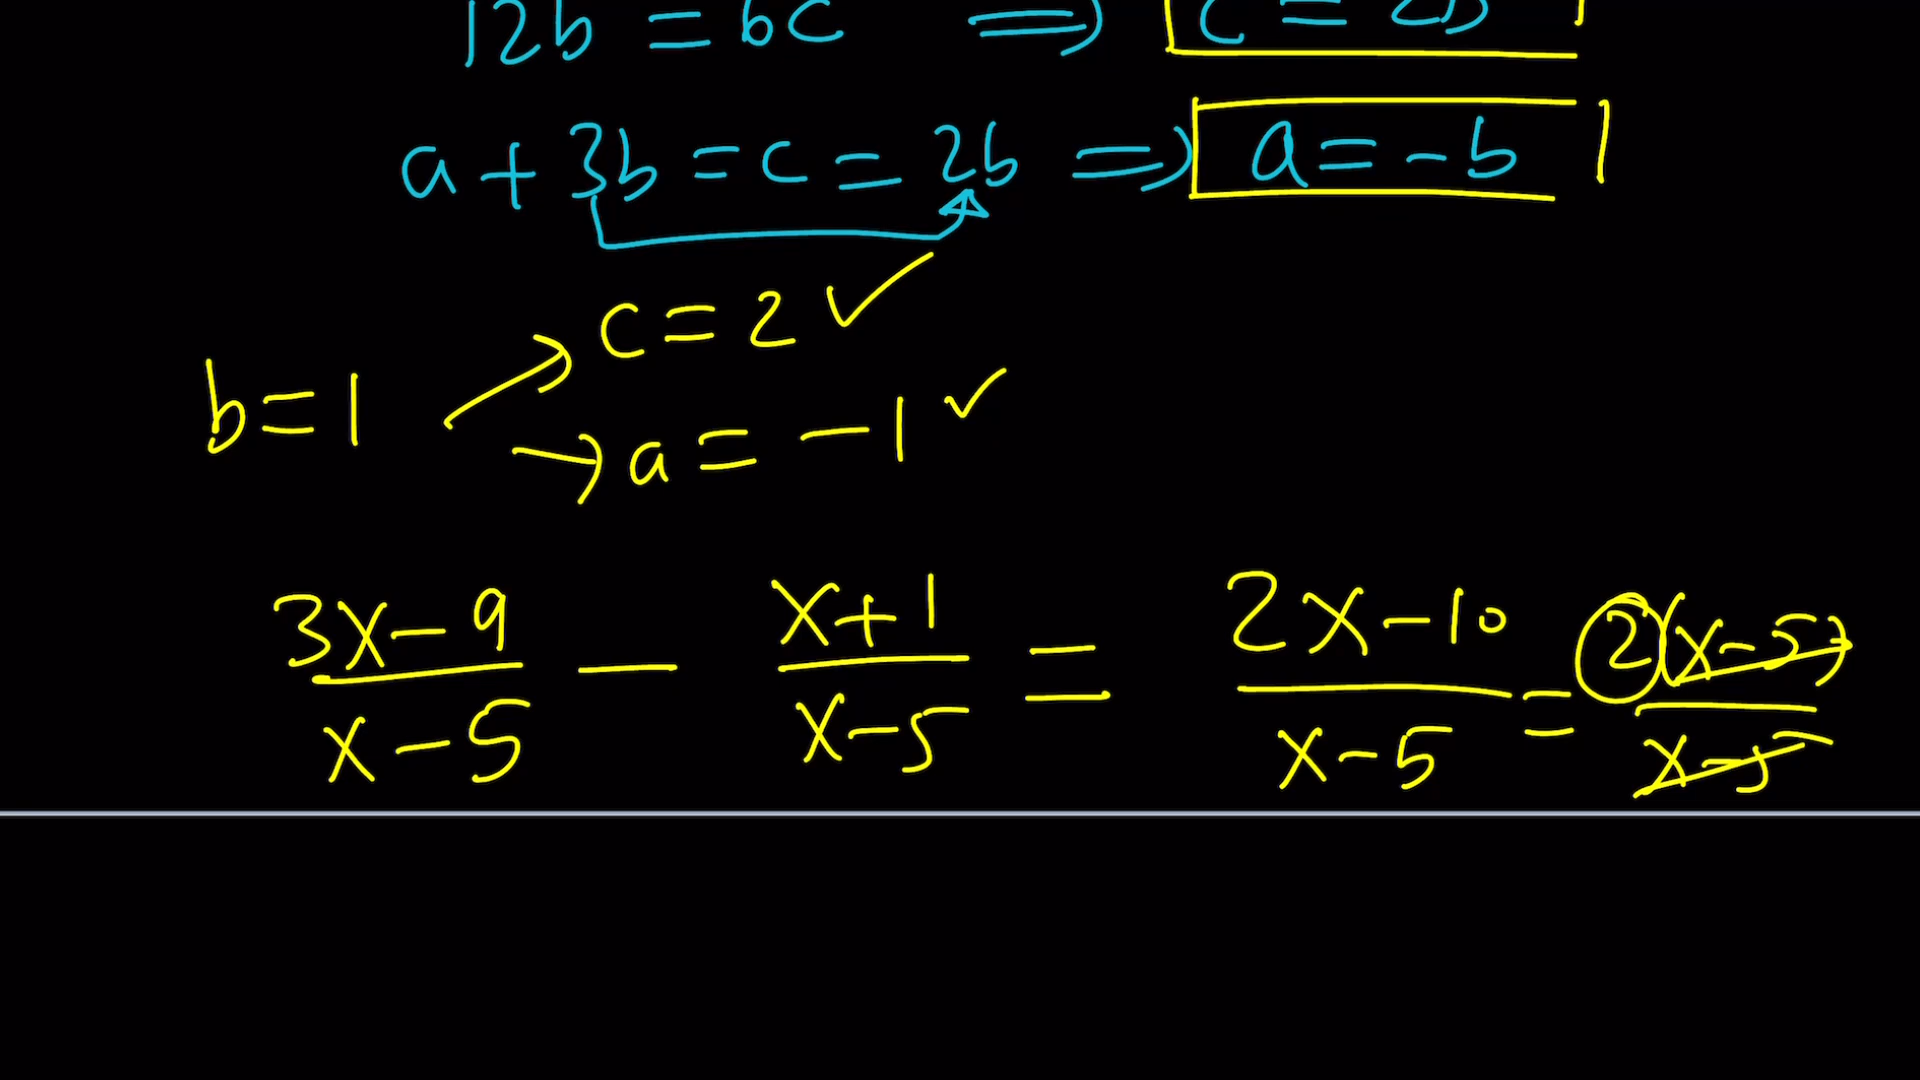 12b = 6c ⟹ c = 2b
a + 3b = c = 2b ⟹ a = -b
c = 2 ✓
b = 1
→ a = -1 ✓
(3x - 9)/(x - 5) - (x + 1)/(x - 5) = (2x - 10)/(x - 5) = 2(x - 5)/(x - 5)